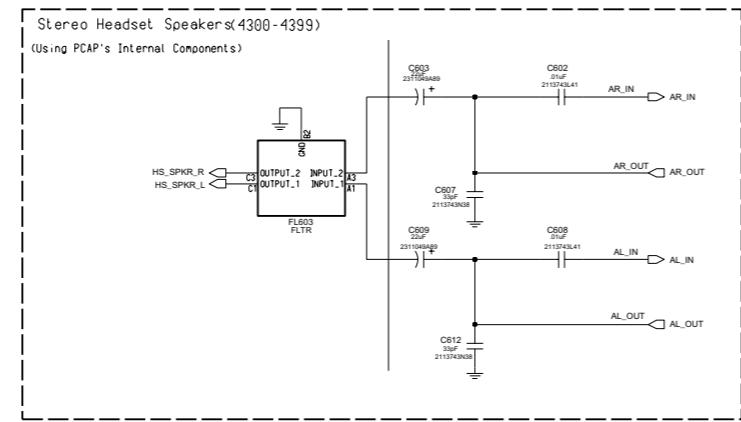 Stereo Headset Speakers(4300-4399)
(Using PCAP's Internal Components)
C603
22uF
2311049A89
+
C602
.01uF
2113743L41
AR_IN
AR_IN
B2
GND
HS_SPKR_R
C3
OUTPUT_2
INPUT_2
A3
AR_OUT
AR_OUT
HS_SPKR_L
C1
OUTPUT_1
INPUT_1
A1
C607
33pF
2113743N38
FL603
FLTR
C609
22uF
2311049A89
+
C608
.01uF
2113743L41
AL_IN
AL_IN
AL_OUT
AL_OUT
C612
33pF
2113743N38